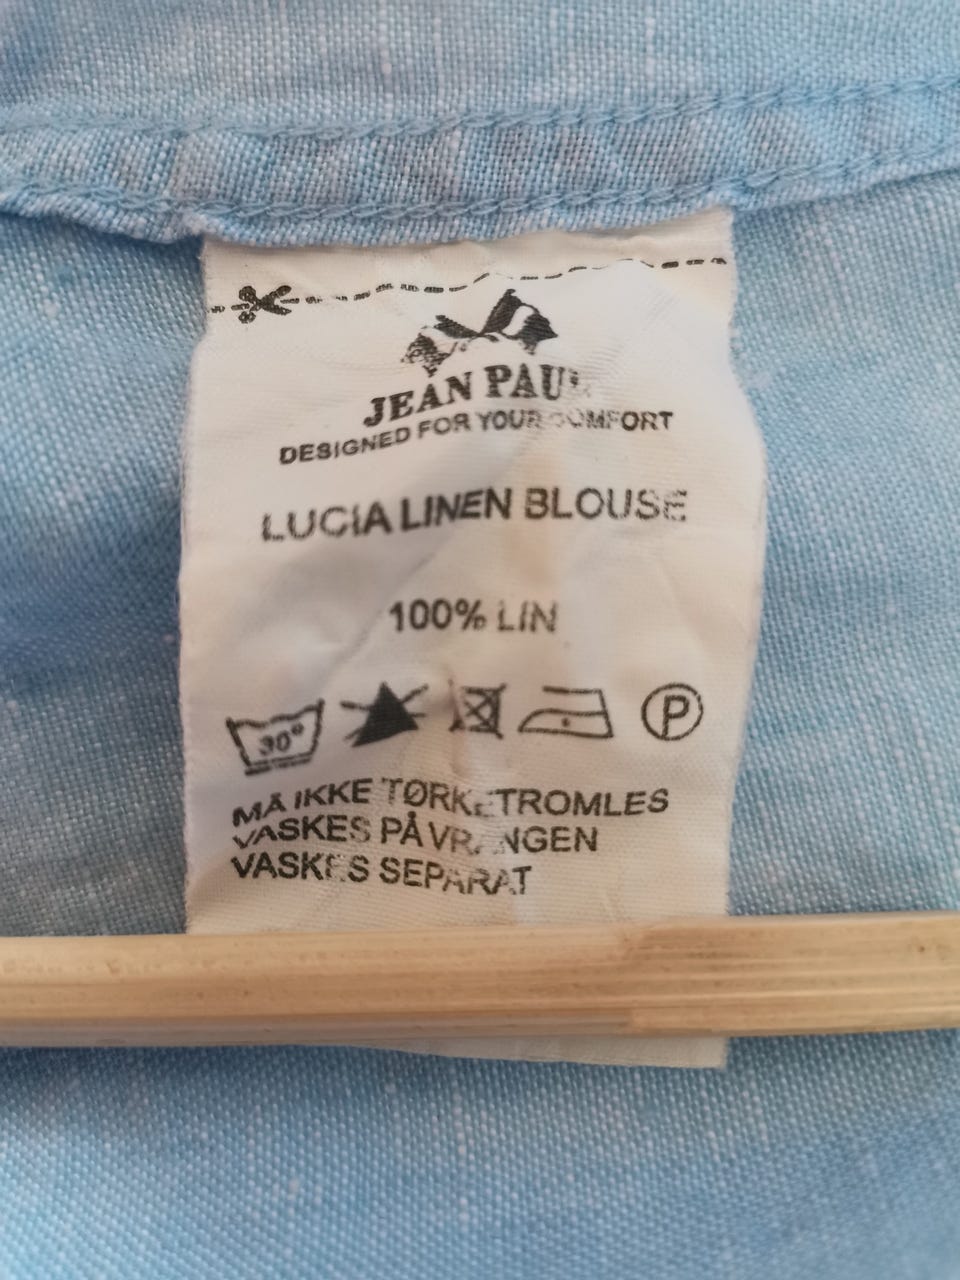 JEAN PAUL
DESIGNED FOR YOUR COMFORT
LUCIA LINEN BLOUSE
100% LIN
30° P
MÅ IKKE TØRKETROMLES
VASKES PÅ VRANGEN
VASKES SEPARAT